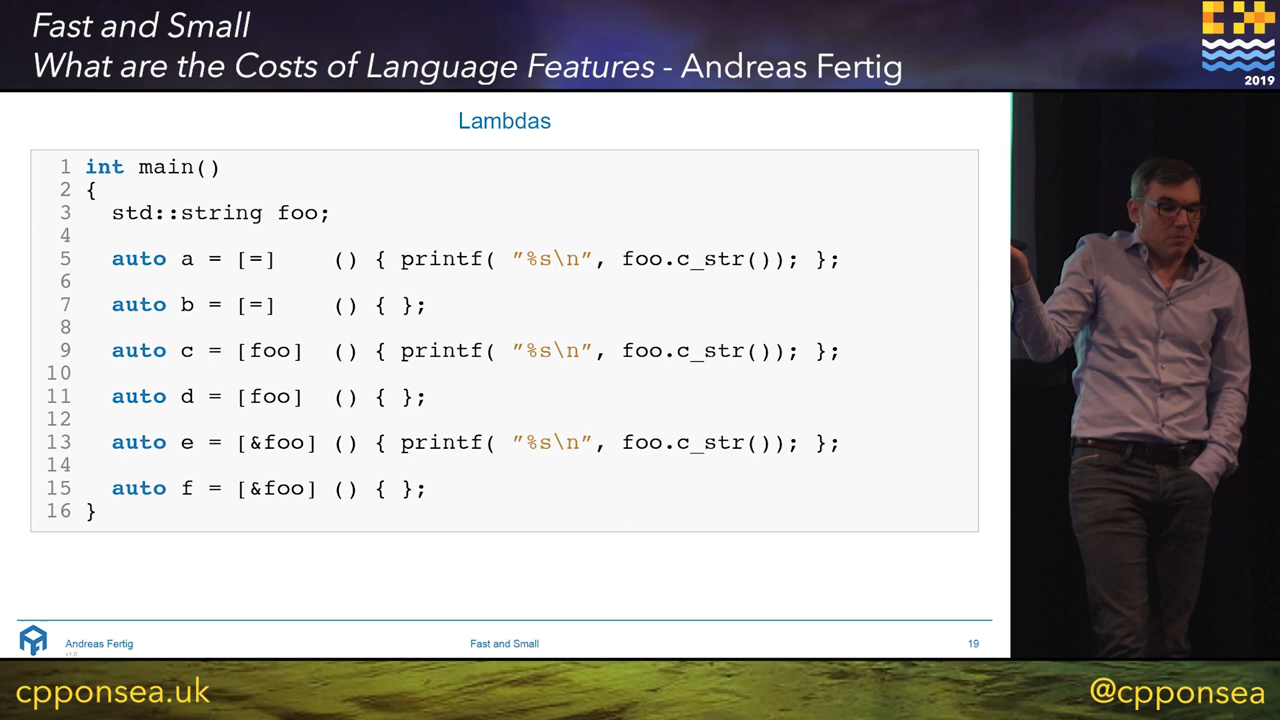 Fast and Small
What are the Costs of Language Features - Andreas Fertig
2019
Lambdas
1 int main()
2 {
3   std::string foo;
4
5   auto a = [=]    () { printf( "%s\n", foo.c_str()); };
6
7   auto b = [=]    () { };
8
9   auto c = [foo]  () { printf( "%s\n", foo.c_str()); };
10
11   auto d = [foo]  () { };
12
13   auto e = [&foo] () { printf( "%s\n", foo.c_str()); };
14
15   auto f = [&foo] () { };
16 }
Andreas Fertig
v1.0
Fast and Small
19
cpponsea.uk
@cpponsea